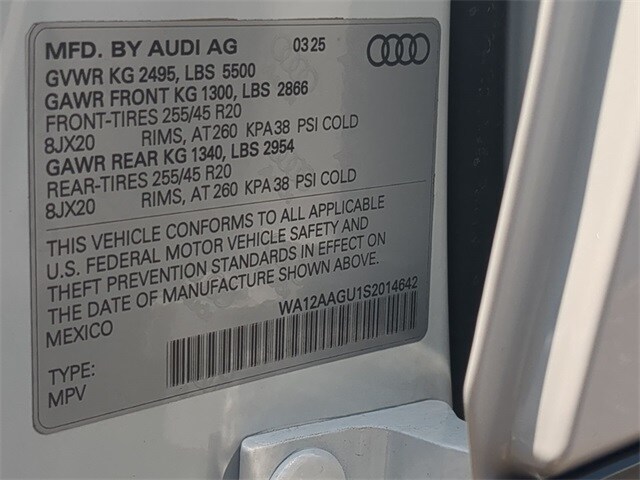 MFD. BY AUDI AG 03 25
GVWR KG 2495, LBS 5500
GAWR FRONT KG 1300, LBS 2866
FRONT-TIRES 255/45 R20
8JX20 RIMS, AT 260 KPA 38 PSI COLD
GAWR REAR KG 1340, LBS 2954
REAR-TIRES 255/45 R20
8JX20 RIMS, AT 260 KPA 38 PSI COLD
THIS VEHICLE CONFORMS TO ALL APPLICABLE
U.S. FEDERAL MOTOR VEHICLE SAFETY AND
THEFT PREVENTION STANDARDS IN EFFECT ON
THE DATE OF MANUFACTURE SHOWN ABOVE.
MEXICO WA12AAGU1S2014642
TYPE:
MPV